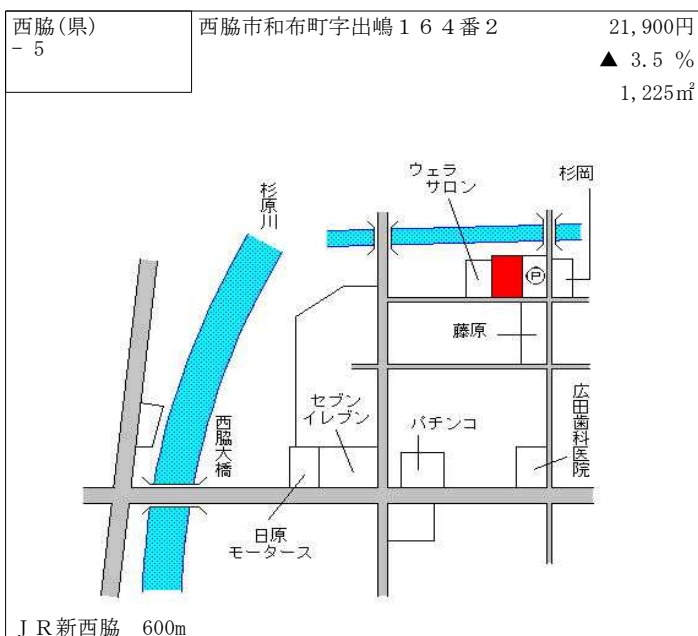 西脇(県)
- 5
西脇市和布町字出嶋１６４番２
21,900円
▲ 3.5 %
1,225㎡
ウェラ
サロン
杉岡
杉原川
Ｐ
藤原
セブン
イレブン
パチンコ
広田歯科医院
西脇大橋
日原
モータース
ＪＲ新西脇　600m